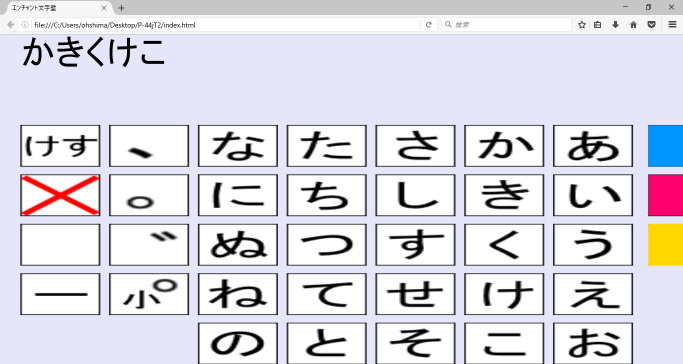 エンチャント文字盤
file:///C:/Users/ohshima/Desktop/P-44jT2/index.html
検索
かきくけこ
けす 、 な た さ か あ
。 に ち し き い
゛ ぬ つ す く う
ー 小゜ ね て せ け え
の と そ こ お